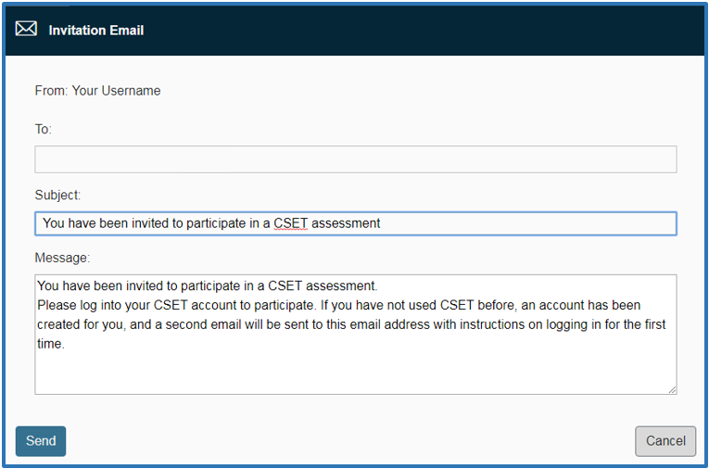 Invitation Email
From: Your Username
To:
Subject:
You have been invited to participate in a CSET assessment
Message:
You have been invited to participate in a CSET assessment.
Please log into your CSET account to participate. If you have not used CSET before, an account has been
created for you, and a second email will be sent to this email address with instructions on logging in for the first
time.
Send
Cancel